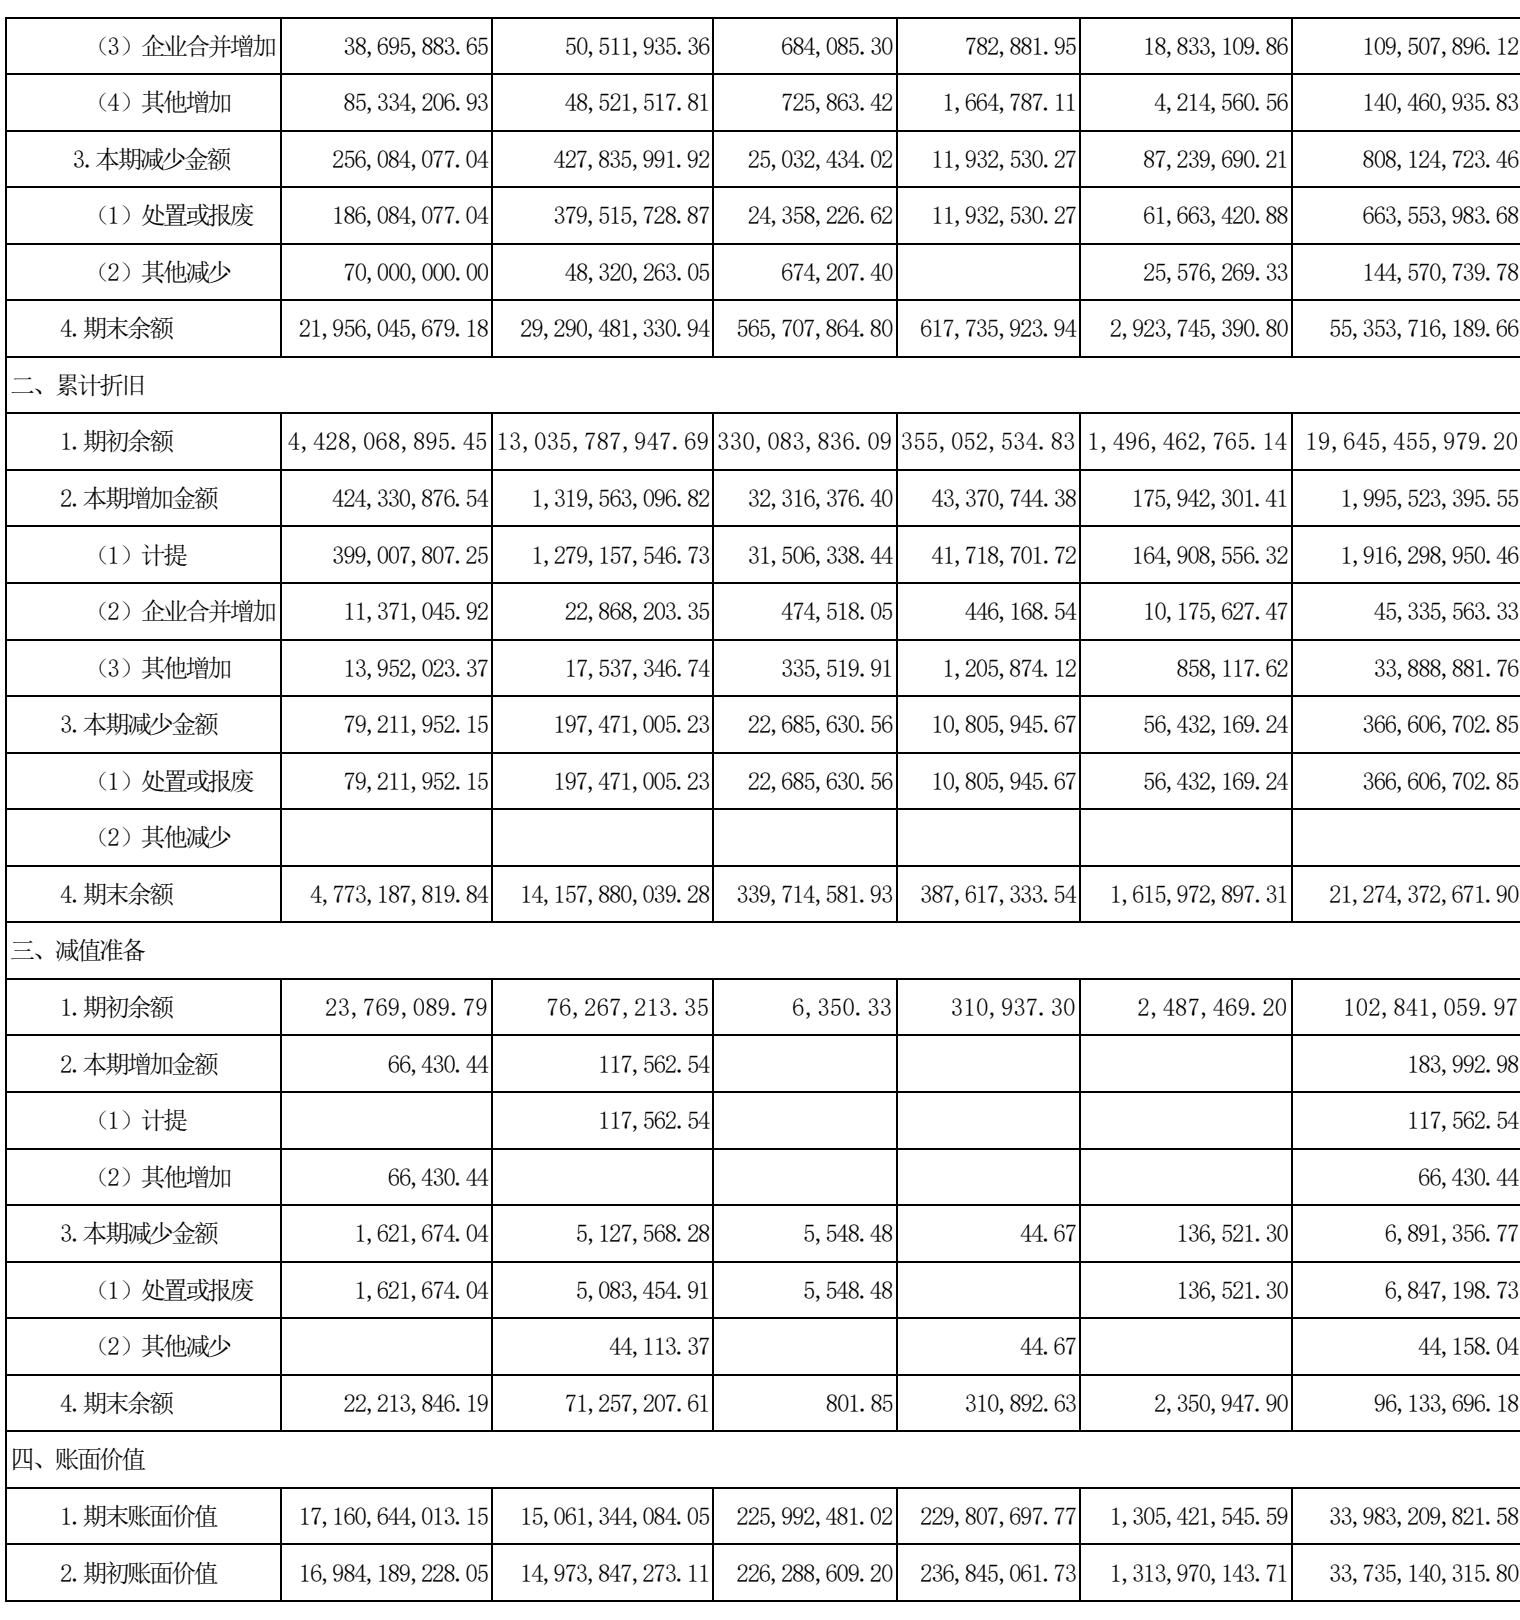 （3）企业合并增加 38,695,883.65 50,511,935.36 684,085.30 782,881.95 18,833,109.86 109,507,896.12
（4）其他增加 85,334,206.93 48,521,517.81 725,863.42 1,664,787.11 4,214,560.56 140,460,935.83
3.本期减少金额 256,084,077.04 427,835,991.92 25,032,434.02 11,932,530.27 87,239,690.21 808,124,723.46
（1）处置或报废 186,084,077.04 379,515,728.87 24,358,226.62 11,932,530.27 61,663,420.88 663,553,983.68
（2）其他减少 70,000,000.00 48,320,263.05 674,207.40 25,576,269.33 144,570,739.78
4.期末余额 21,956,045,679.18 29,290,481,330.94 565,707,864.80 617,735,923.94 2,923,745,390.80 55,353,716,189.66
二、累计折旧
1.期初余额 4,428,068,895.45 13,035,787,947.69 330,083,836.09 355,052,534.83 1,496,462,765.14 19,645,455,979.20
2.本期增加金额 424,330,876.54 1,319,563,096.82 32,316,376.40 43,370,744.38 175,942,301.41 1,995,523,395.55
（1）计提 399,007,807.25 1,279,157,546.73 31,506,338.44 41,718,701.72 164,908,556.32 1,916,298,950.46
（2）企业合并增加 11,371,045.92 22,868,203.35 474,518.05 446,168.54 10,175,627.47 45,335,563.33
（3）其他增加 13,952,023.37 17,537,346.74 335,519.91 1,205,874.12 858,117.62 33,888,881.76
3.本期减少金额 79,211,952.15 197,471,005.23 22,685,630.56 10,805,945.67 56,432,169.24 366,606,702.85
（1）处置或报废 79,211,952.15 197,471,005.23 22,685,630.56 10,805,945.67 56,432,169.24 366,606,702.85
（2）其他减少
4.期末余额 4,773,187,819.84 14,157,880,039.28 339,714,581.93 387,617,333.54 1,615,972,897.31 21,274,372,671.90
三、减值准备
1.期初余额 23,769,089.79 76,267,213.35 6,350.33 310,937.30 2,487,469.20 102,841,059.97
2.本期增加金额 66,430.44 117,562.54 183,992.98
（1）计提 117,562.54 117,562.54
（2）其他增加 66,430.44 66,430.44
3.本期减少金额 1,621,674.04 5,127,568.28 5,548.48 44.67 136,521.30 6,891,356.77
（1）处置或报废 1,621,674.04 5,083,454.91 5,548.48 136,521.30 6,847,198.73
（2）其他减少 44,113.37 44.67 44,158.04
4.期末余额 22,213,846.19 71,257,207.61 801.85 310,892.63 2,350,947.90 96,133,696.18
四、账面价值
1.期末账面价值 17,160,644,013.15 15,061,344,084.05 225,992,481.02 229,807,697.77 1,305,421,545.59 33,983,209,821.58
2.期初账面价值 16,984,189,228.05 14,973,847,273.11 226,288,609.20 236,845,061.73 1,313,970,143.71 33,735,140,315.80